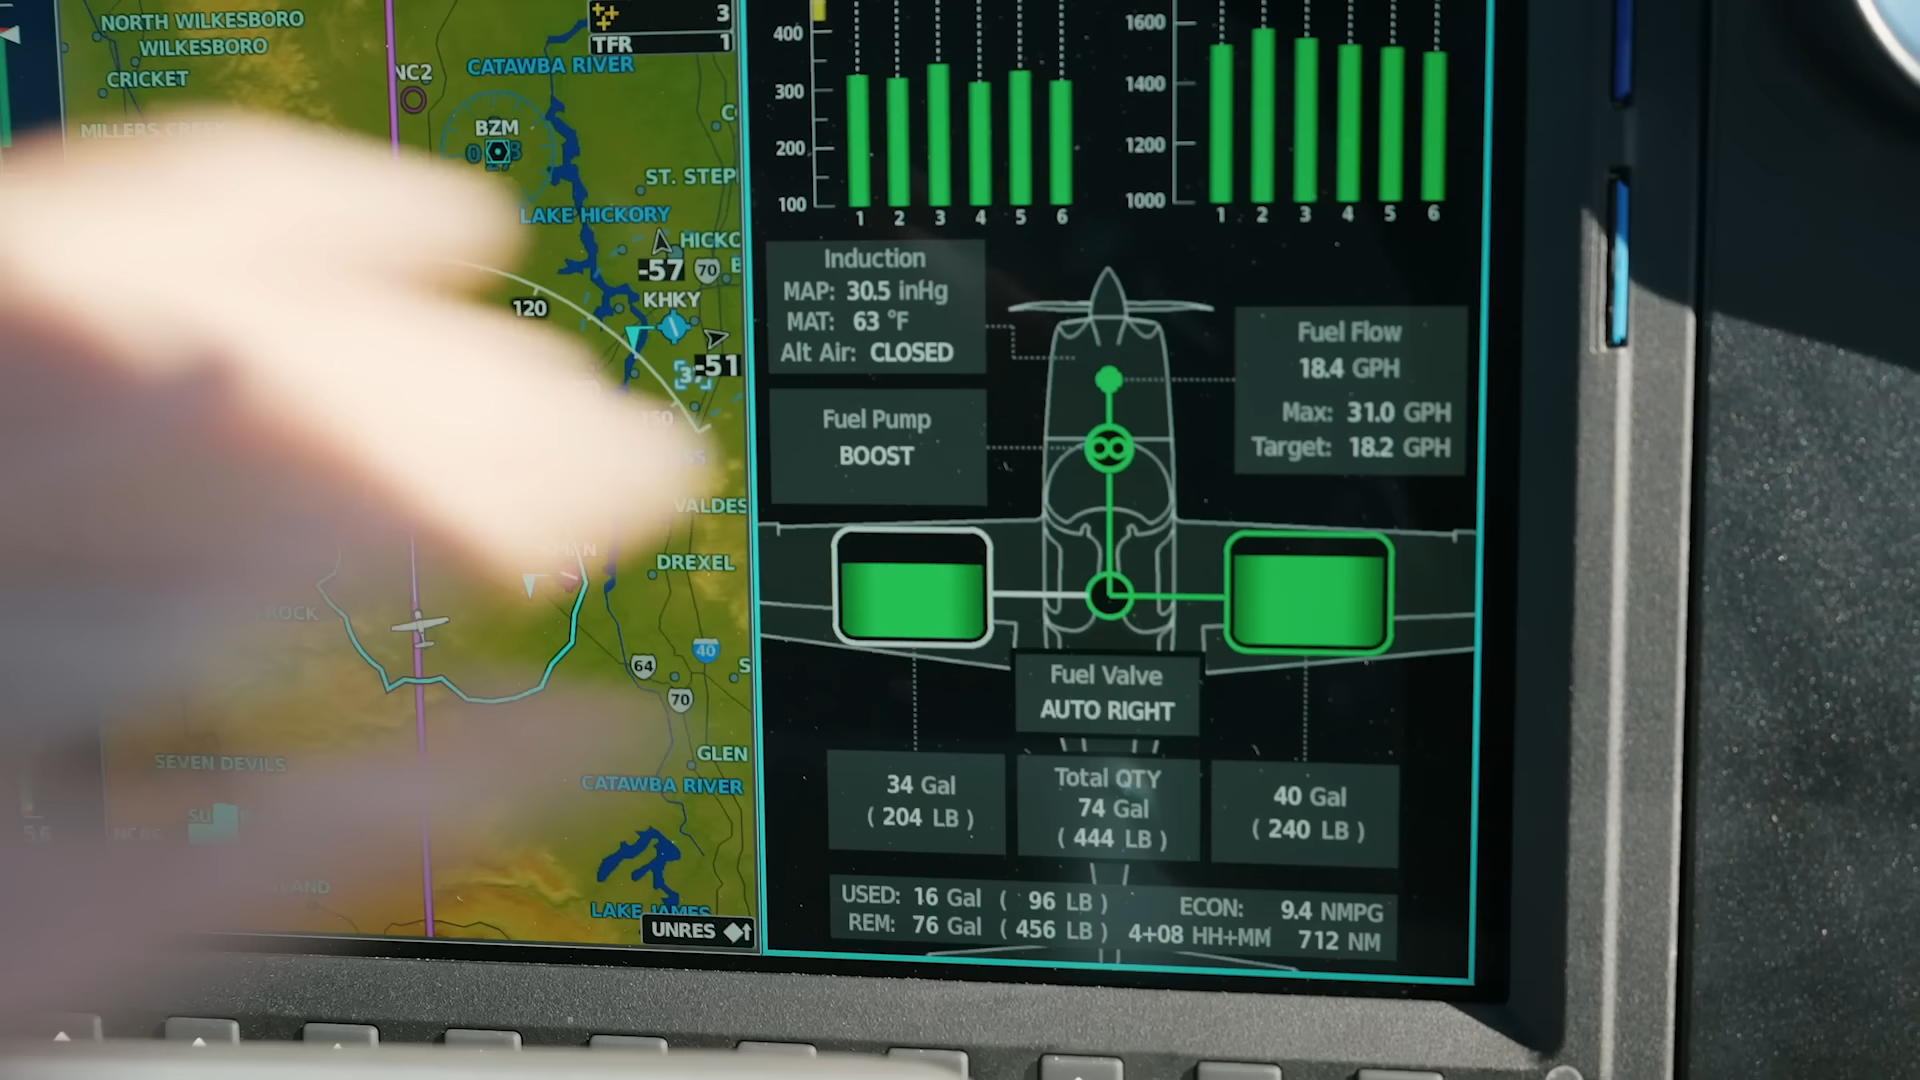 NORTH WILKESBORO
WILKESBORO
CRICKET
MILLERS CREEK
NC2
3
TFR 1
CATAWBA RIVER
BZM
ST. STEP
LAKE HICKORY
HICKO
-57
70
KHKY
120
-51
150
VALDES
DREXEL
ROCK
40
64
70
GLEN
SEVEN DEVILS
CATAWBA RIVER
LAKE JAMES
UNRES
400
300
200
100
1 2 3 4 5 6
1600
1400
1200
1000
1 2 3 4 5 6
Induction
MAP: 30.5 inHg
MAT: 63 °F
Alt Air: CLOSED
Fuel Pump
BOOST
Fuel Flow
18.4 GPH
Max: 31.0 GPH
Target: 18.2 GPH
Fuel Valve
AUTO RIGHT
34 Gal
( 204 LB )
Total QTY
74 Gal
( 444 LB )
40 Gal
( 240 LB )
USED: 16 Gal ( 96 LB ) ECON: 9.4 NMPG
REM: 76 Gal ( 456 LB ) 4+08 HH+MM 712 NM